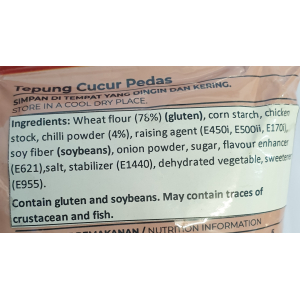 Tepung Cucur Pedas
SIMPAN DI TEMPAT YANG DINGIN DAN KERING.
STORE IN A COOL DRY PLACE.
Ingredients: Wheat flour (76%) (gluten), corn starch, chicken
stock, chilli powder (4%), raising agent (E450i, E500ii, E170i),
soy fiber (soybeans), onion powder, sugar, flavour enhancer
(E621),salt, stabilizer (E1440), dehydrated vegetable, sweetener
(E955).
Contain gluten and soybeans. May contain traces of
crustacean and fish.
PEMAKANAN / NUTRITION INFORMATION